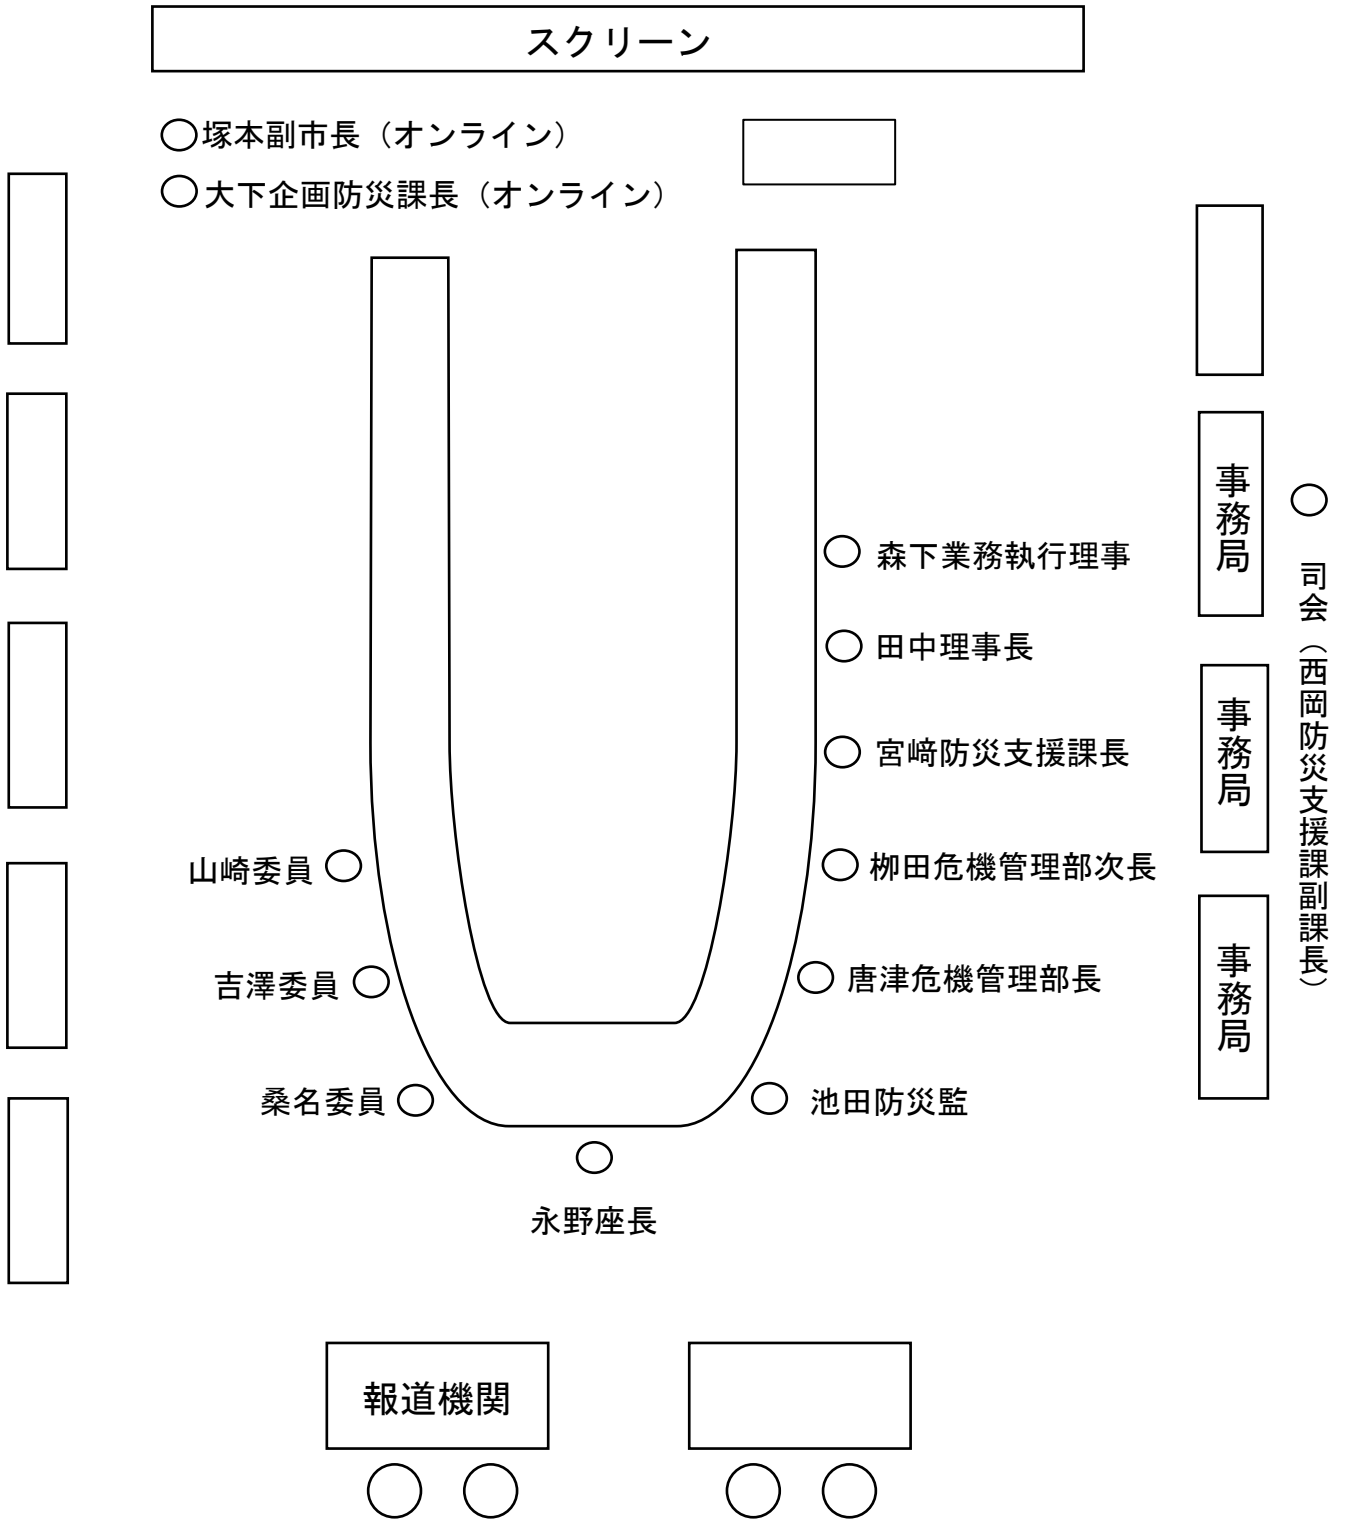 スクリーン
塚本副市長（オンライン）
大下企画防災課長（オンライン）
森下業務執行理事
田中理事長
宮﨑防災支援課長
山崎委員
栁田危機管理部次長
吉澤委員
唐津危機管理部長
桑名委員
池田防災監
永野座長
事務局
事務局
事務局
司会（西岡防災支援課副課長）
報道機関